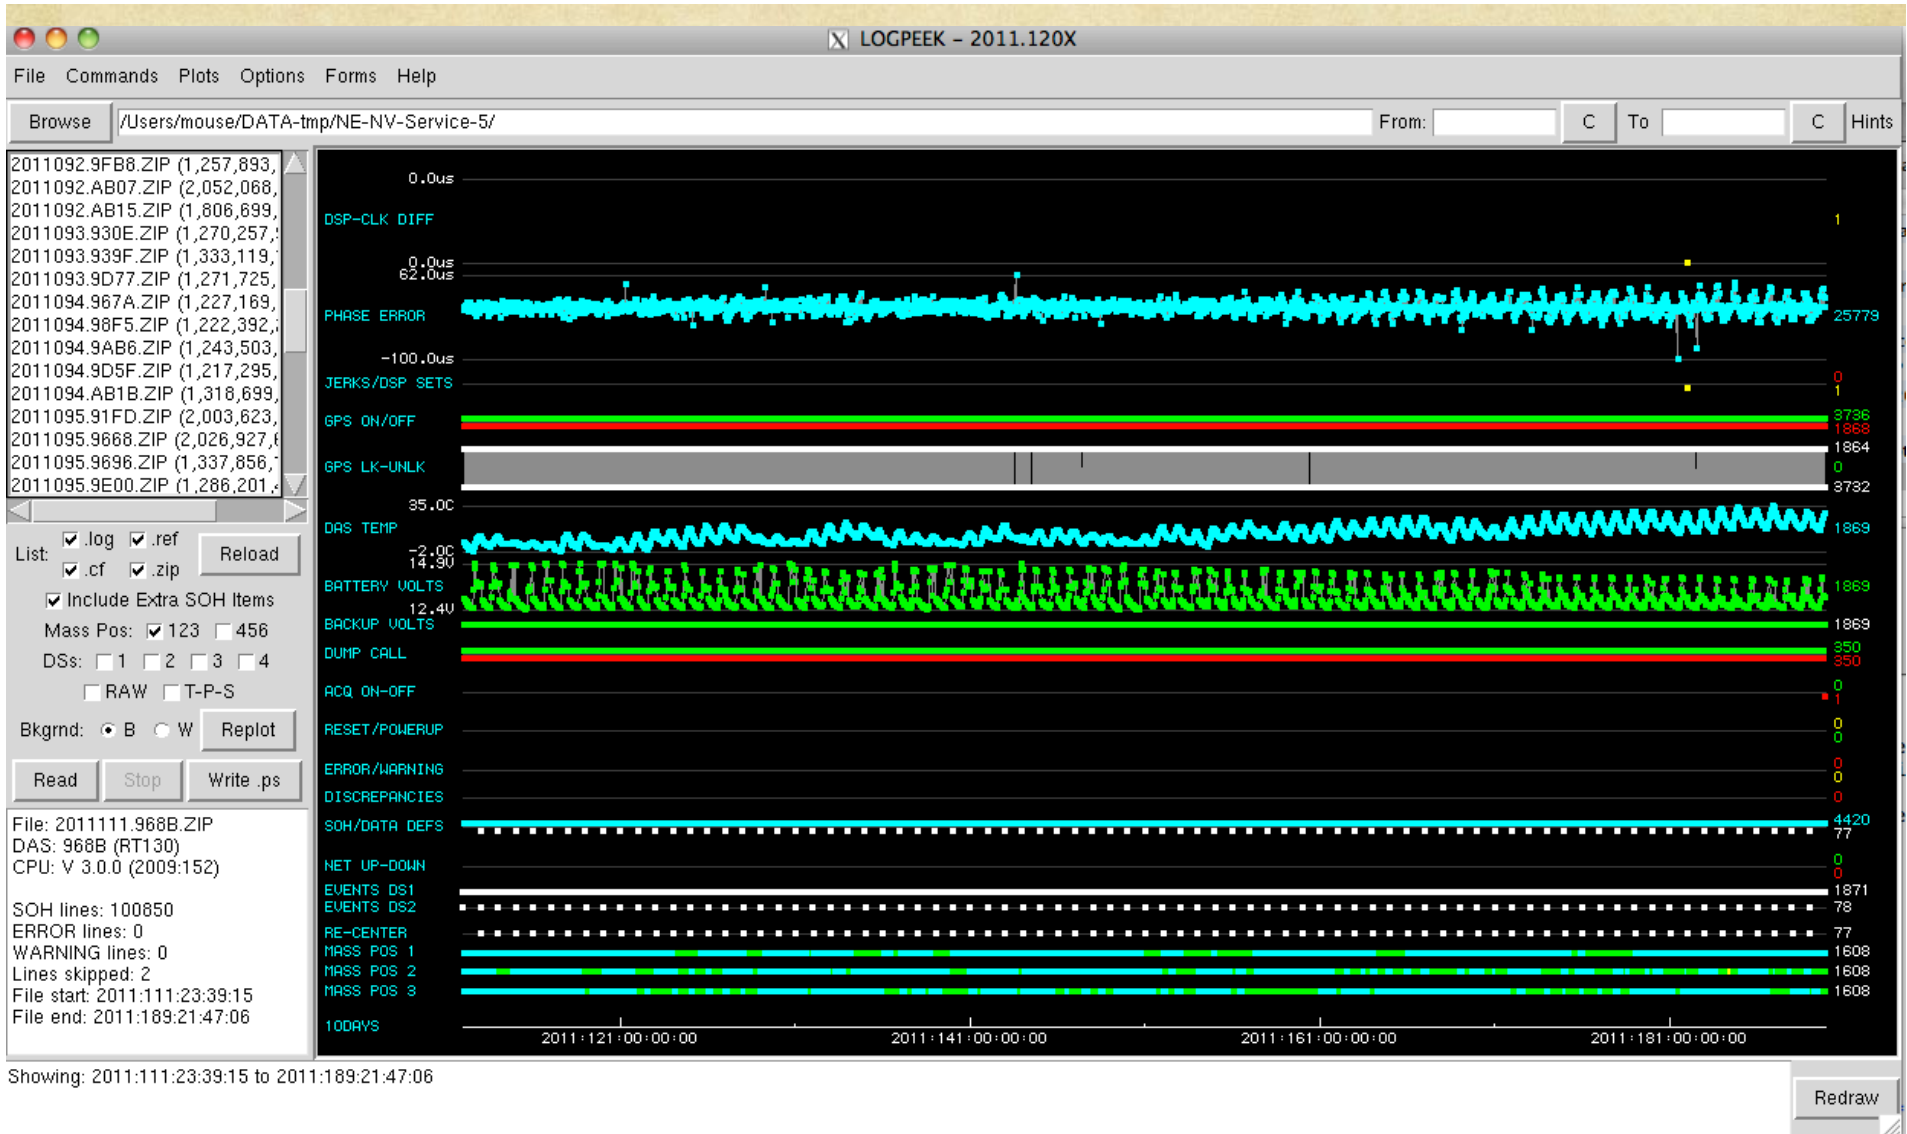 LOGPEEK - 2011.120X
File Commands Plots Options Forms Help
Browse /Users/mouse/DATA-tmp/NE-NV-Service-5/ From: C To C Hints
2011092.9FB8.ZIP (1,257,893,
2011092.AB07.ZIP (2,052,068,
2011092.AB15.ZIP (1,806,699,
2011093.930E.ZIP (1,270,257,
2011093.939F.ZIP (1,333,119,
2011093.9D77.ZIP (1,271,725,
2011094.967A.ZIP (1,227,169,
2011094.98F5.ZIP (1,222,392,
2011094.9AB6.ZIP (1,243,503,
2011094.9D5F.ZIP (1,217,295,
2011094.AB1B.ZIP (1,318,699,
2011095.91FD.ZIP (2,003,623,
2011095.9668.ZIP (2,026,927,
2011095.9696.ZIP (1,337,856,
2011095.9E00.ZIP (1,286,201,
List: .log .ref Reload
.cf .zip
Include Extra SOH Items
Mass Pos: 123 456
DSs: 1 2 3 4
RAW T-P-S
Bkgrnd: B W Replot
Read Stop Write .ps
File: 2011111.968B.ZIP
DAS: 968B (RT130)
CPU: V 3.0.0 (2009:152)
SOH lines: 100850
ERROR lines: 0
WARNING lines: 0
Lines skipped: 2
File start: 2011:111:23:39:15
File end: 2011:189:21:47:06
0.0us
DSP-CLK DIFF 1
0.0us
62.0us
PHASE ERROR 25779
-100.0us
JERKS/DSP SETS 0
1
GPS ON/OFF 3736
1868
1864
GPS LK-UNLK 0
3732
35.0C
DAS TEMP 1869
-2.0C
14.9V
BATTERY VOLTS 1869
12.4V
BACKUP VOLTS 1869
DUMP CALL 350
350
ACQ ON-OFF 0
1
RESET/POWERUP 0
0
ERROR/WARNING 0
0
DISCREPANCIES 0
SOH/DATA DEFS 4420
77
NET UP-DOWN 0
0
EVENTS DS1 1871
EVENTS DS2 78
RE-CENTER 77
MASS POS 1 1608
MASS POS 2 1608
MASS POS 3 1608
10DAYS
2011:121:00:00:00 2011:141:00:00:00 2011:161:00:00:00 2011:181:00:00:00
Showing: 2011:111:23:39:15 to 2011:189:21:47:06
Redraw